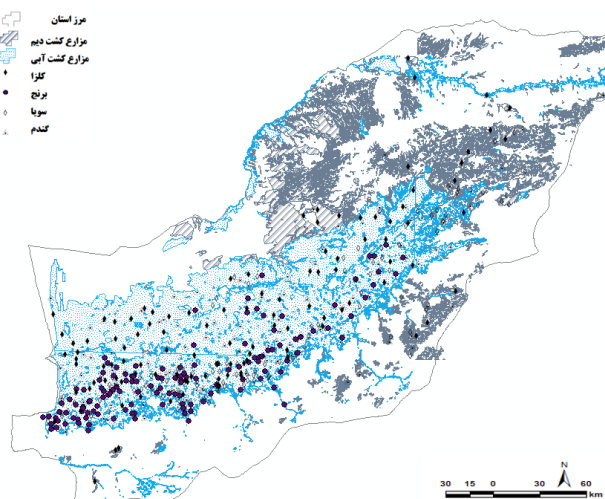 مرز استان
مزارع کشت دیم
مزارع کشت آبی
کلزا
برنج
سویا
گندم
N
30 15 0 30 60
km